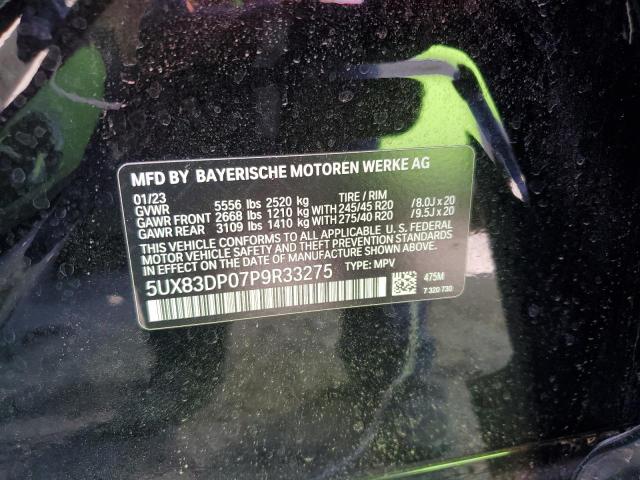 MFD BY BAYERISCHE MOTOREN WERKE AG
01/23 TIRE / RIM
GVWR 5556 lbs 2520 kg
GAWR FRONT 2668 lbs 1210 kg WITH 245/45 R20 /8.0J x 20
GAWR REAR 3109 lbs 1410 kg WITH 275/40 R20 /9.5J x 20
THIS VEHICLE CONFORMS TO ALL APPLICABLE U. S. FEDERAL
MOTOR VEHICLE SAFETY AND THEFT PREVENTION STANDARDS
IN EFFECT ON THE DATE OF MANUFACTURE SHOWN ABOVE.
5UX83DP07P9R33275 TYPE: MPV
475M
7 320 730